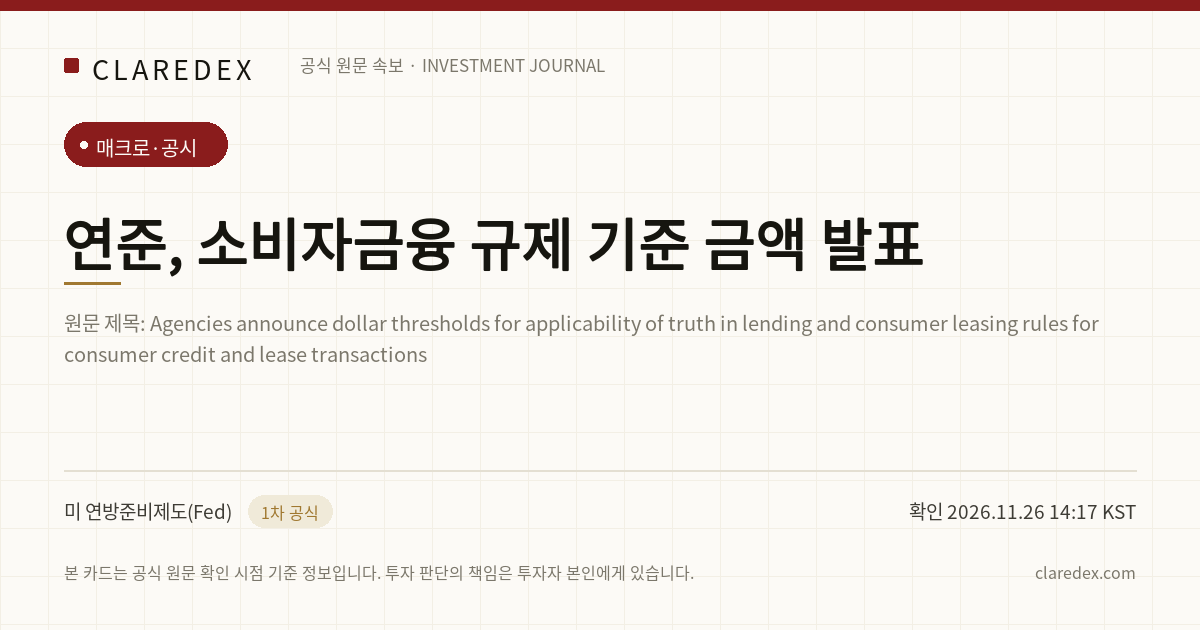 CLAREDEX
공식 원문 속보 · INVESTMENT JOURNAL
매크로·공시
연준, 소비자금융 규제 기준 금액 발표
원문 제목: Agencies announce dollar thresholds for applicability of truth in lending and consumer leasing rules for
consumer credit and lease transactions
미 연방준비제도(Fed) 1차 공식
확인 2026.11.26 14:17 KST
본 카드는 공식 원문 확인 시점 기준 정보입니다. 투자 판단의 책임은 투자자 본인에게 있습니다.
claredex.com